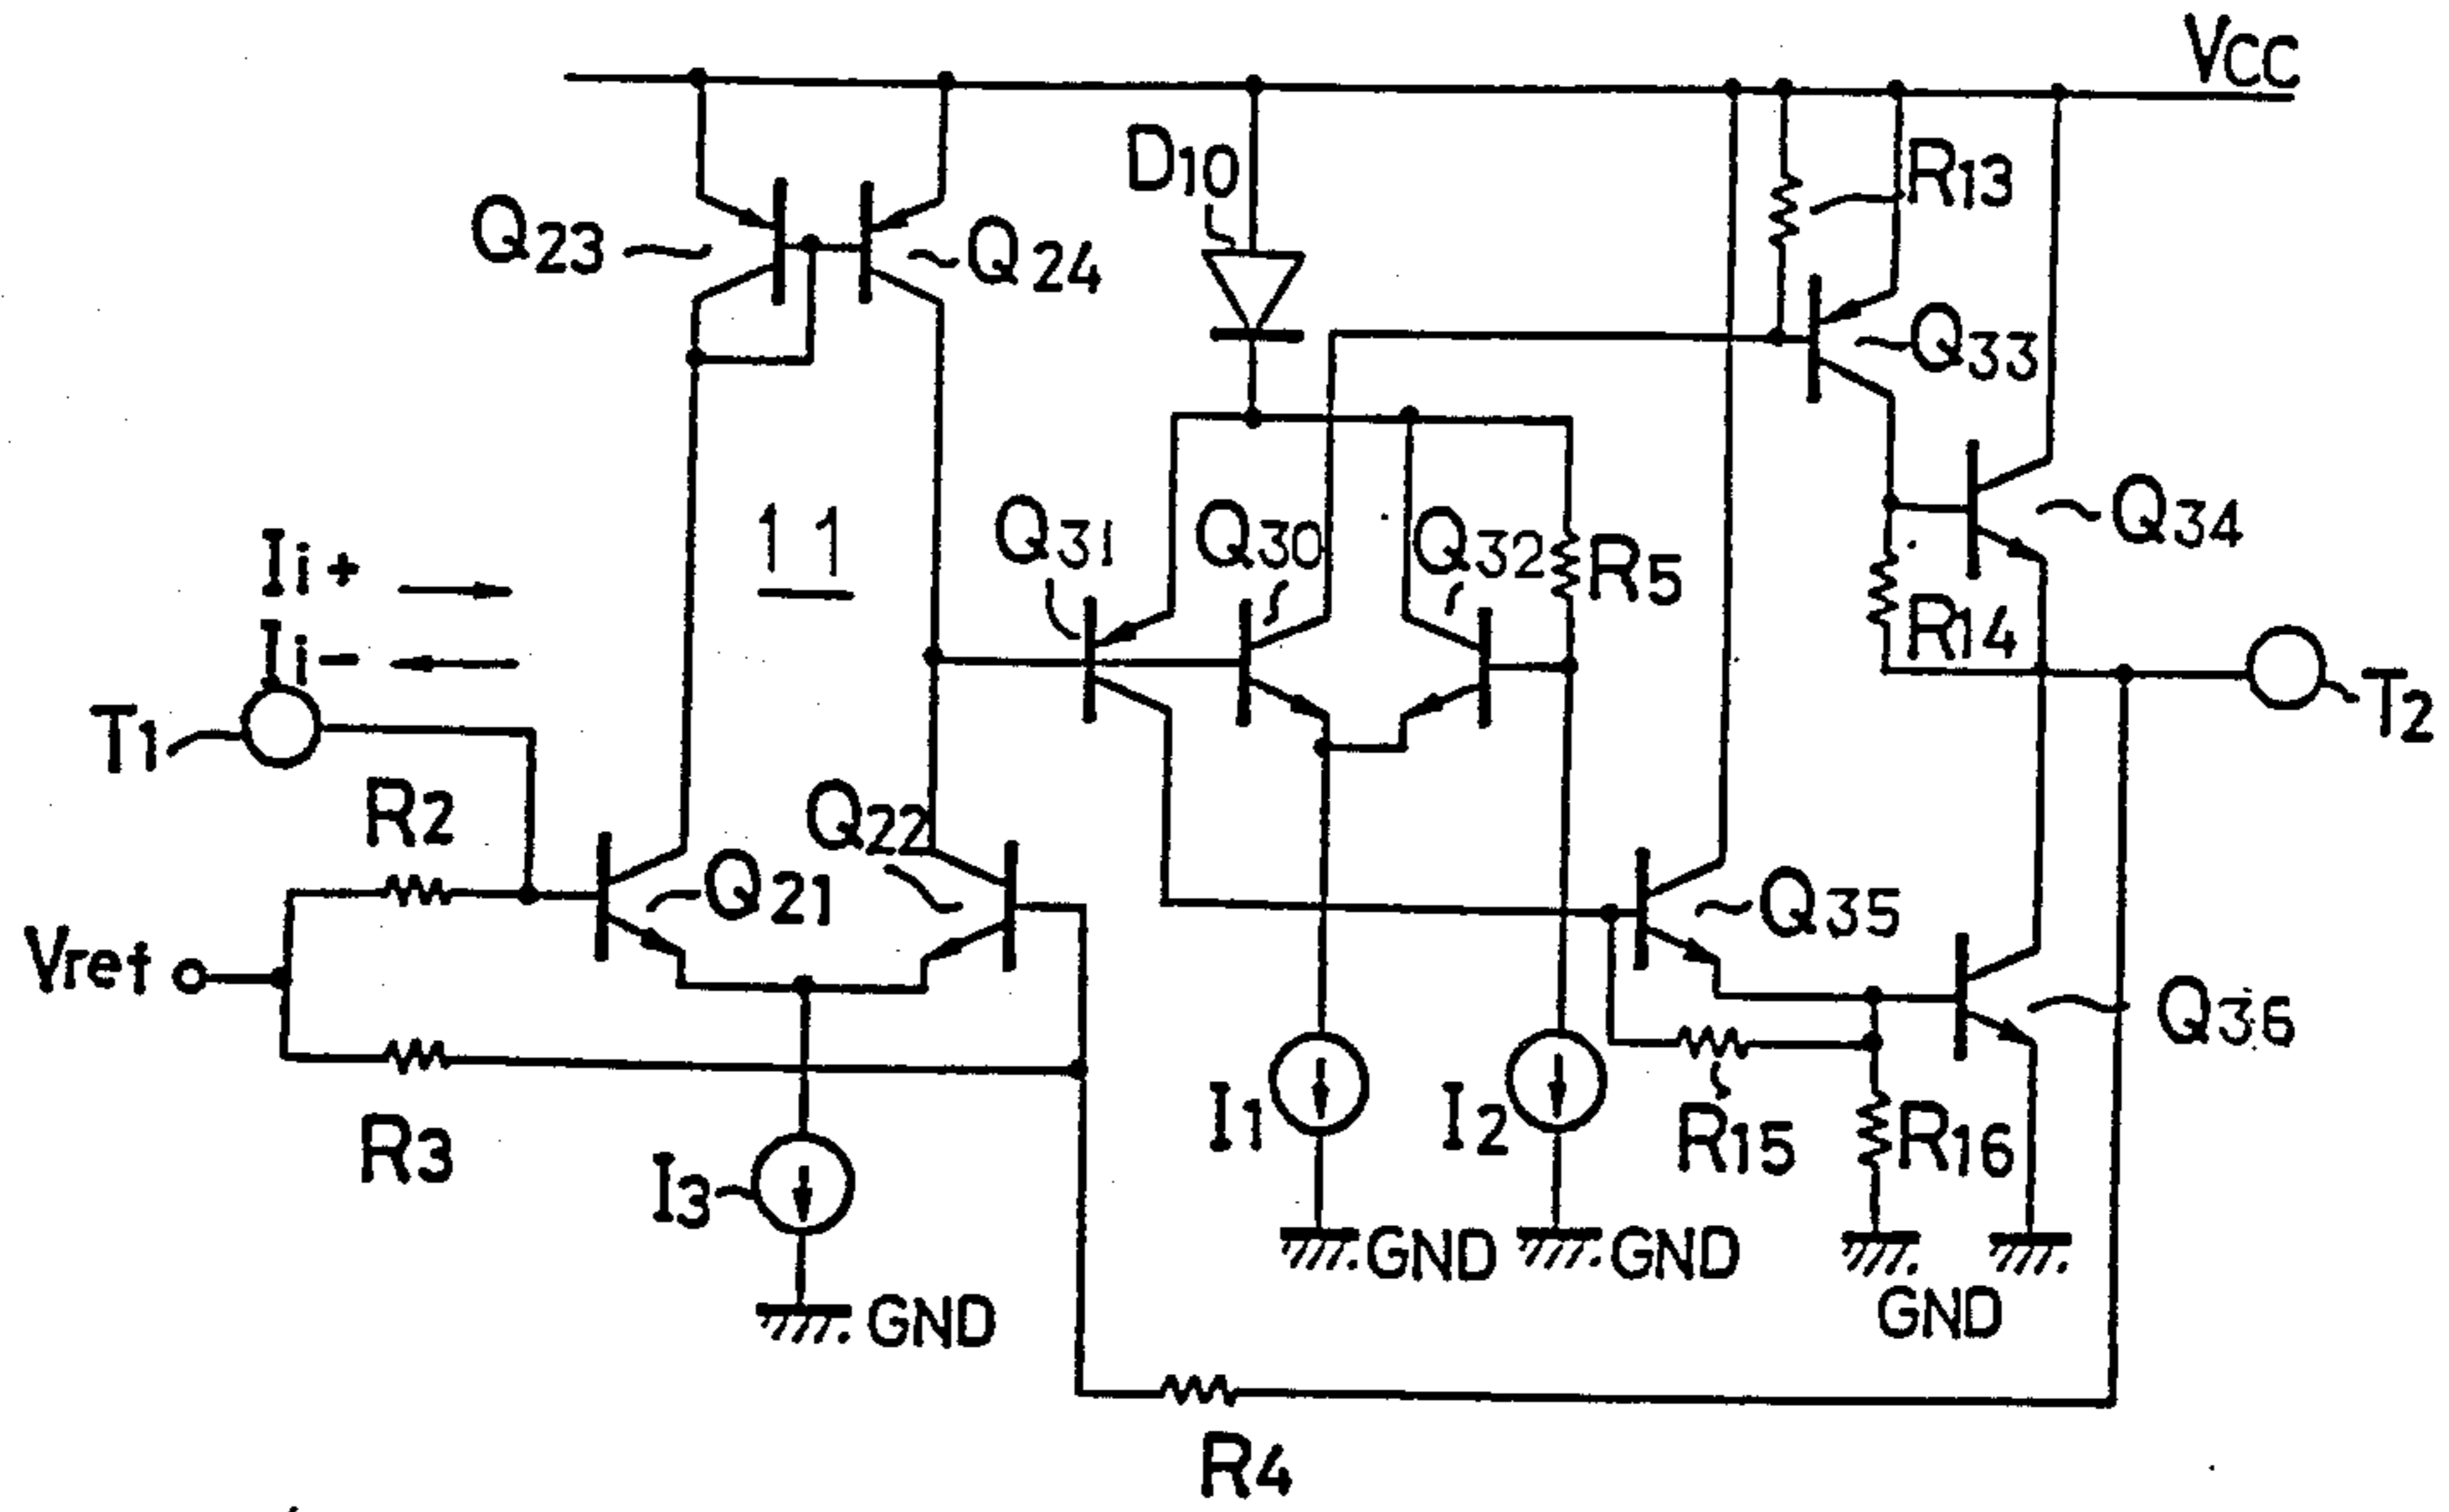 VCC
D10
R13
Q23
Q24
Q33
Q31
Q30
Q32
R5
Q34
11
Ii+
Ii-
R14
T1
T2
R2
Q22
Q21
Q35
Vref
Q36
R3
I3
I1
I2
R15
R16
GND
GND
GND
GND
R4